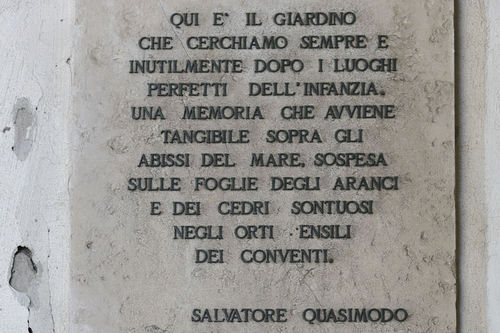 QUI E' IL GIARDINO
CHE CERCHIAMO SEMPRE E
INUTILMENTE DOPO I LUOGHI
PERFETTI DELL'INFANZIA.
UNA MEMORIA CHE AVVIENE
TANGIBILE SOPRA GLI
ABISSI DEL MARE, SOSPESA
SULLE FOGLIE DEGLI ARANCI
E DEI CEDRI SONTUOSI
NEGLI ORTI ENSILI
DEI CONVENTI.
SALVATORE QUASIMODO